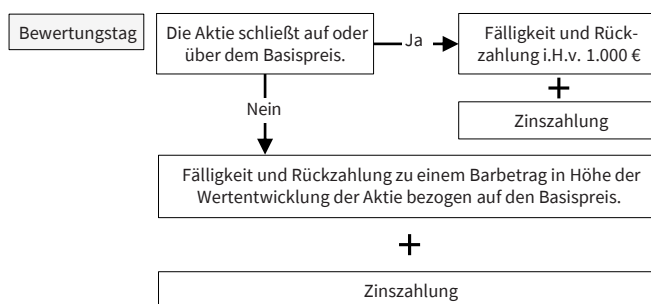 Bewertungstag
Die Aktie schließt auf oder
über dem Basispreis.
Ja
Fälligkeit und Rück-
zahlung i.H.v. 1.000 €
+
Zinszahlung
Nein
Fälligkeit und Rückzahlung zu einem Barbetrag in Höhe der
Wertentwicklung der Aktie bezogen auf den Basispreis.
+
Zinszahlung